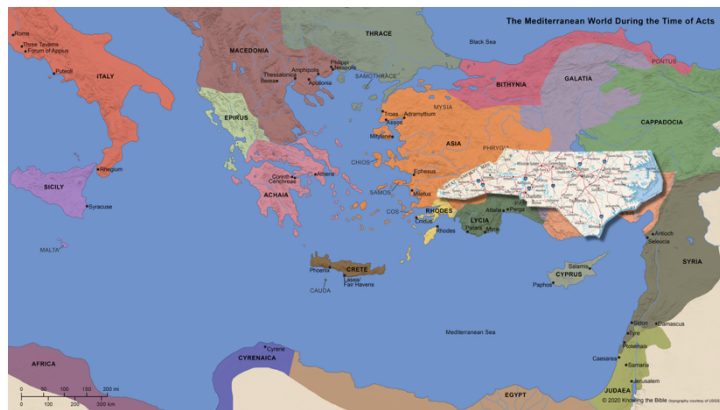 The Mediterranean World During the Time of Acts
Rome
Three Taverns
Forum of Appius
Puteoli
ITALY
Rhegium
SICILY
Syracuse
MALTA
MACEDONIA
THRACE
Black Sea
Philippi
Neapolis
Amphipolis
Thessalonica
Apollonia
Berea
SAMOTHRACE
EPIRUS
Troas
Adramyttium
Assos
Mitylene
MYSIA
BITHYNIA
GALATIA
PONTUS
CAPPADOCIA
ASIA
PHRYGIA
CHIOS
Ephesus
Athens
Corinth
Cenchreae
ACHAIA
SAMOS
Miletus
COS
RHODES
Cnidus
Rhodes
LYCIA
Attalia
Perga
Patara
Myra
Antioch
Seleucia
SYRIA
Phoenix
CRETE
Lasea/
Fair Havens
CAUDA
Salamis
CYPRUS
Paphos
Mediterranean Sea
Sidon
Damascus
Tyre
Ptolemais
Caesarea
Samaria
Jerusalem
JUDAEA
AFRICA
Cyrene
CYRENAICA
EGYPT
0 50 100 150 200 mi
0 100 200 300 km
© 2020 Knowing the Bible (topography courtesy of USGS)